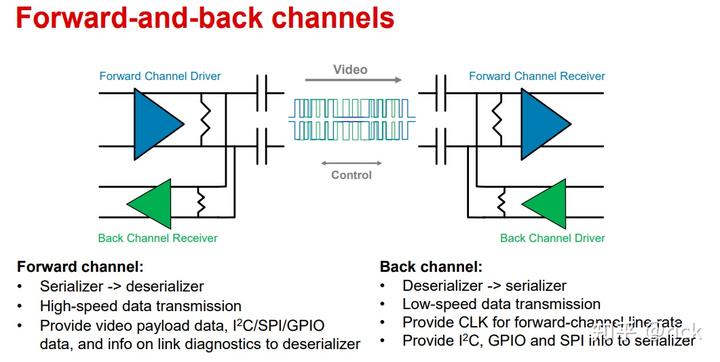 Forward-and-back channels
Forward Channel Driver
Video
Forward Channel Receiver
Control
Back Channel Receiver
Back Channel Driver
Forward channel:
• Serializer -> deserializer
• High-speed data transmission
• Provide video payload data, I²C/SPI/GPIO
data, and info on link diagnostics to deserializer
Back channel:
• Deserializer -> serializer
• Low-speed data transmission
• Provide CLK for forward-channel line rate
• Provide I²C, GPIO and SPI info to serializer
知乎 @rick